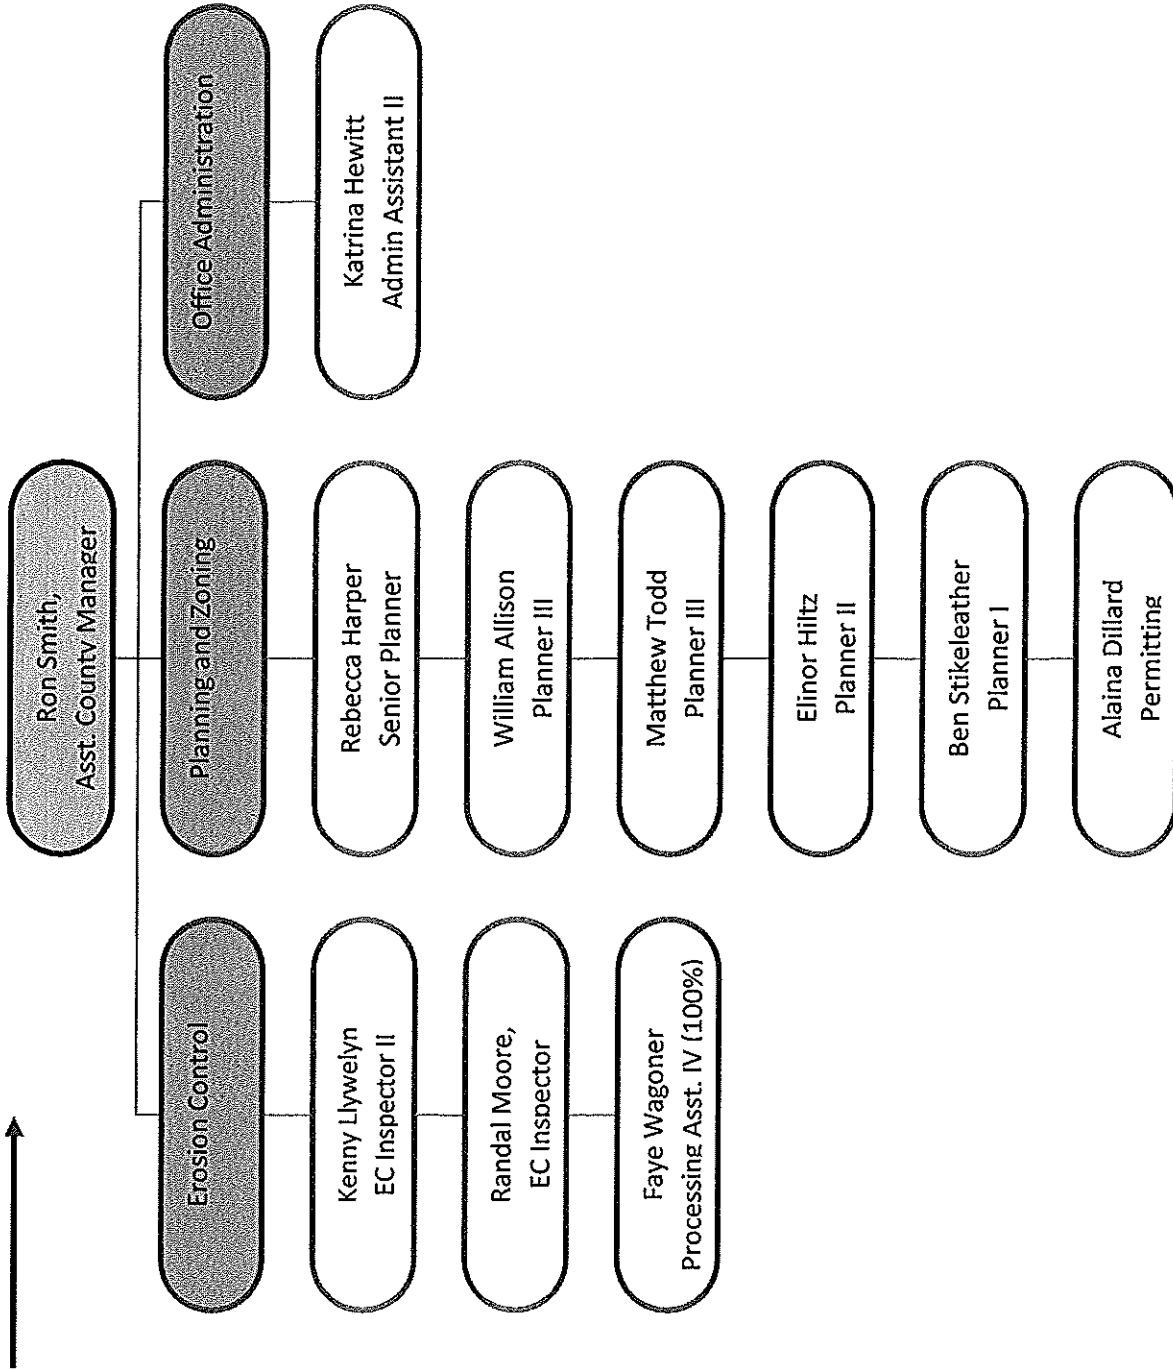 Ron Smith,
Asst. County Manager
Erosion Control
Kenny Llywelyn
EC Inspector II
Randal Moore,
EC Inspector
Faye Wagoner
Processing Asst. IV (100%)
Planning and Zoning
Rebecca Harper
Senior Planner
William Allison
Planner III
Matthew Todd
Planner III
Elinor Hiltz
Planner II
Ben Stikeleather
Planner I
Alaina Dillard
Permitting
Office Administration
Katrina Hewitt
Admin Assistant II